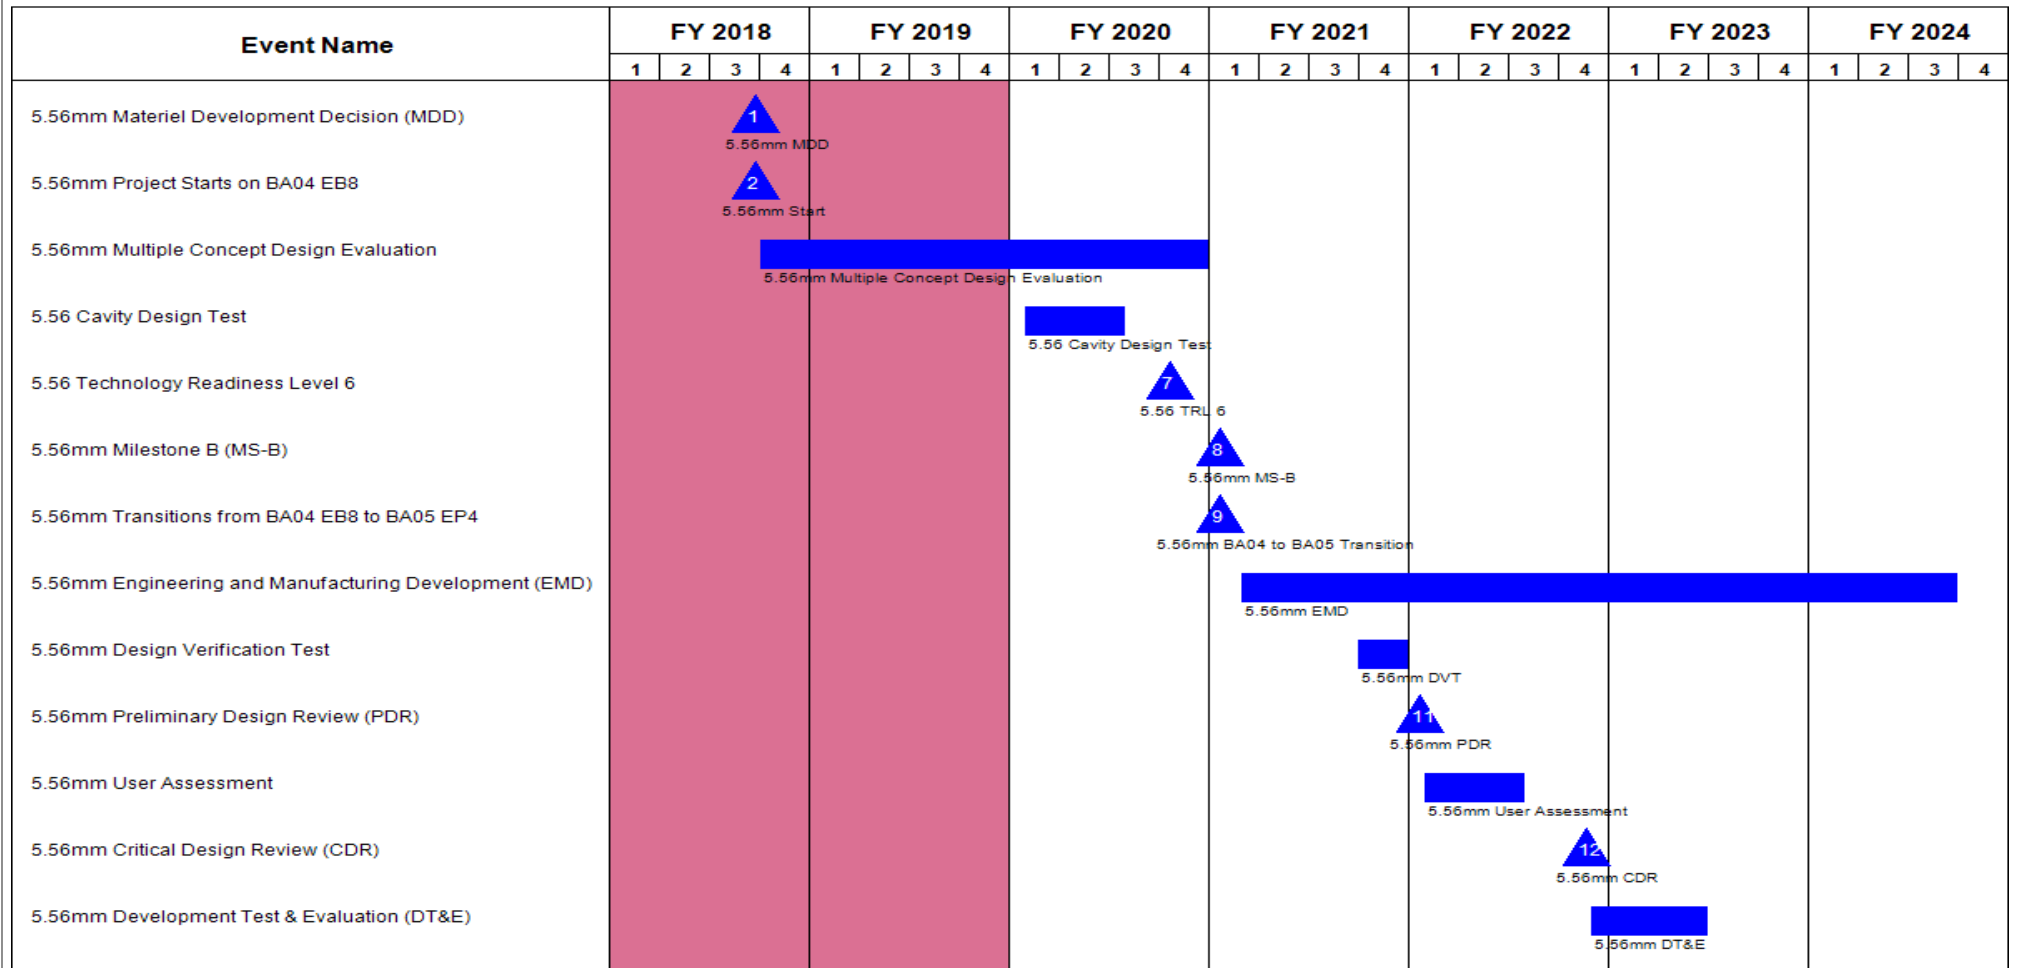 Event Name FY 2018 FY 2019 FY 2020 FY 2021 FY 2022 FY 2023 FY 2024
1 2 3 4 1 2 3 4 1 2 3 4 1 2 3 4 1 2 3 4 1 2 3 4 1 2 3 4
5.56mm Materiel Development Decision (MDD) 1
5.56mm MDD
5.56mm Project Starts on BA04 EB8 2
5.56mm Start
5.56mm Multiple Concept Design Evaluation
5.56mm Multiple Concept Design Evaluation
5.56 Cavity Design Test
5.56 Cavity Design Test
5.56 Technology Readiness Level 6 7
5.56 TRL 6
5.56mm Milestone B (MS-B) 8
5.56mm MS-B
5.56mm Transitions from BA04 EB8 to BA05 EP4 9
5.56mm BA04 to BA05 Transition
5.56mm Engineering and Manufacturing Development (EMD)
5.56mm EMD
5.56mm Design Verification Test
5.56mm DVT
5.56mm Preliminary Design Review (PDR) 11
5.56mm PDR
5.56mm User Assessment
5.56mm User Assessment
5.56mm Critical Design Review (CDR) 12
5.56mm CDR
5.56mm Development Test & Evaluation (DT&E)
5.56mm DT&E